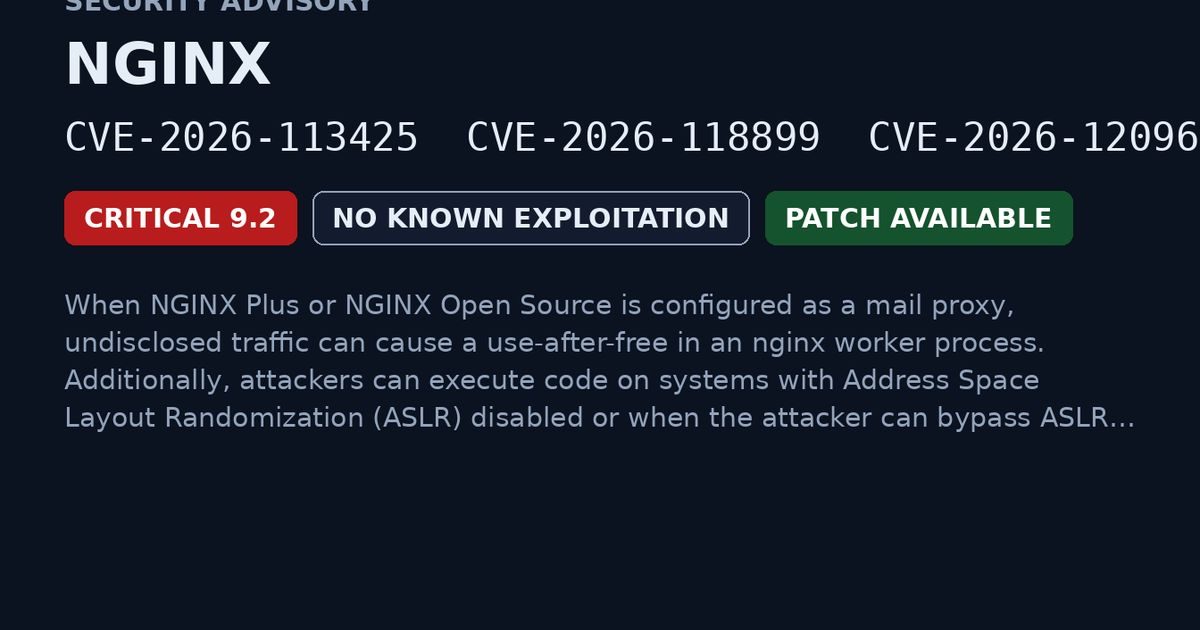 SECURITY ADVISORY
NGINX
CVE-2026-113425 CVE-2026-118899 CVE-2026-12096
CRITICAL 9.2 NO KNOWN EXPLOITATION PATCH AVAILABLE
When NGINX Plus or NGINX Open Source is configured as a mail proxy,
undisclosed traffic can cause a use-after-free in an nginx worker process.
Additionally, attackers can execute code on systems with Address Space
Layout Randomization (ASLR) disabled or when the attacker can bypass ASLR...